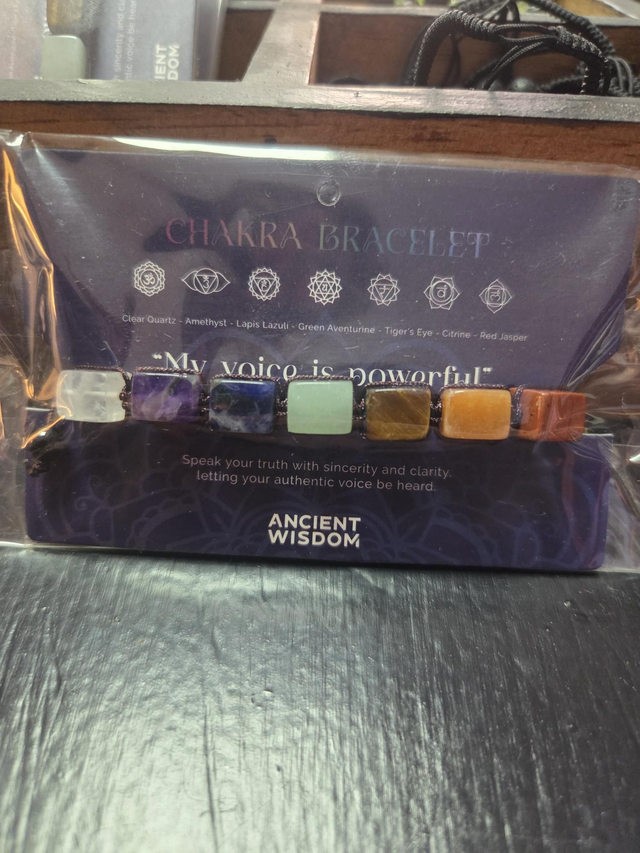 CHAKRA BRACELET
Clear Quartz - Amethyst - Lapis Lazuli - Green Aventurine - Tiger's Eye - Citrine - Red Jasper
"My voice is powerful"
Speak your truth with sincerity and clarity.
letting your authentic voice be heard.
ANCIENT
WISDOM